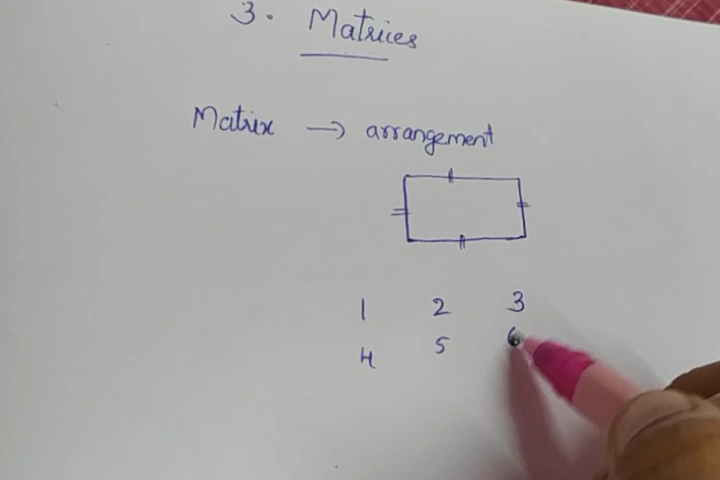 3. Matrices
Matrix → arrangement
1 2 3
4 5 6